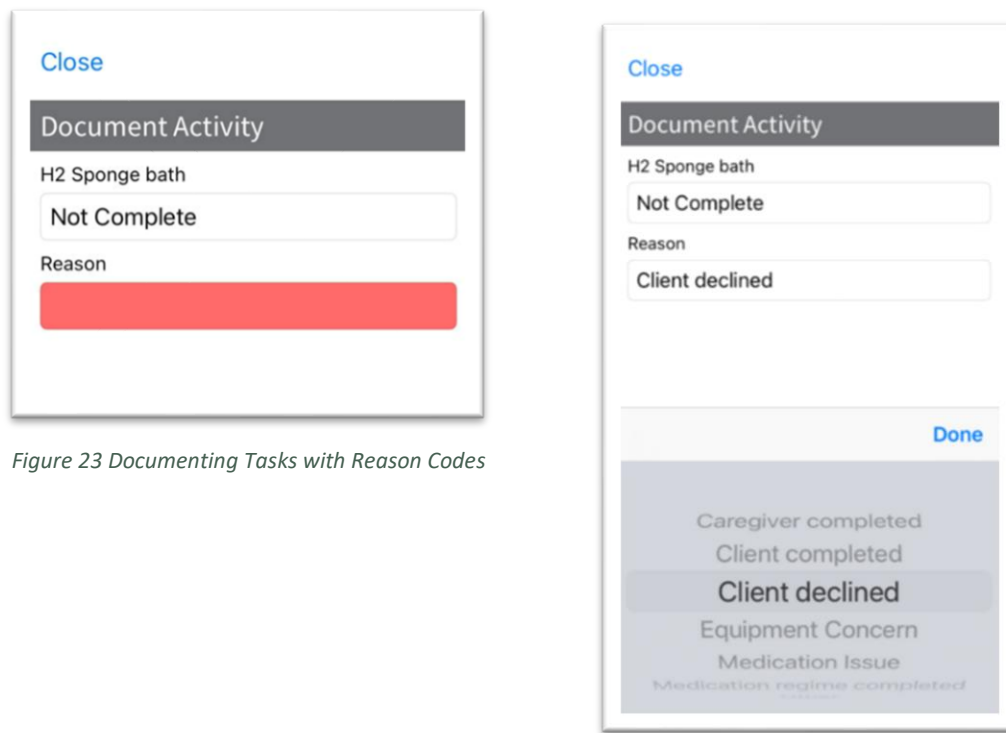 Close
Document Activity
H2 Sponge bath
Not Complete
Reason
Figure 23 Documenting Tasks with Reason Codes
Close
Document Activity
H2 Sponge bath
Not Complete
Reason
Client declined
Done
Caregiver completed
Client completed
Client declined
Equipment Concern
Medication Issue
Medication regime completed